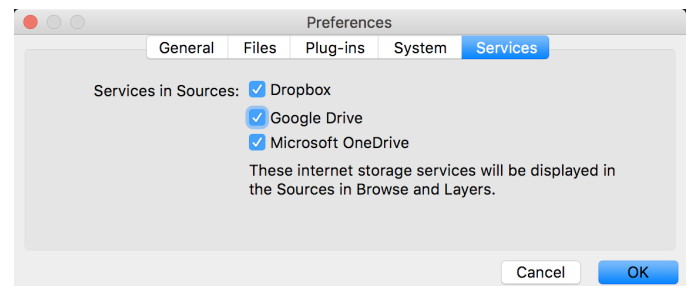 Preferences
General Files Plug-ins System Services
Services in Sources: Dropbox
Google Drive
Microsoft OneDrive
These internet storage services will be displayed in
the Sources in Browse and Layers.
Cancel OK